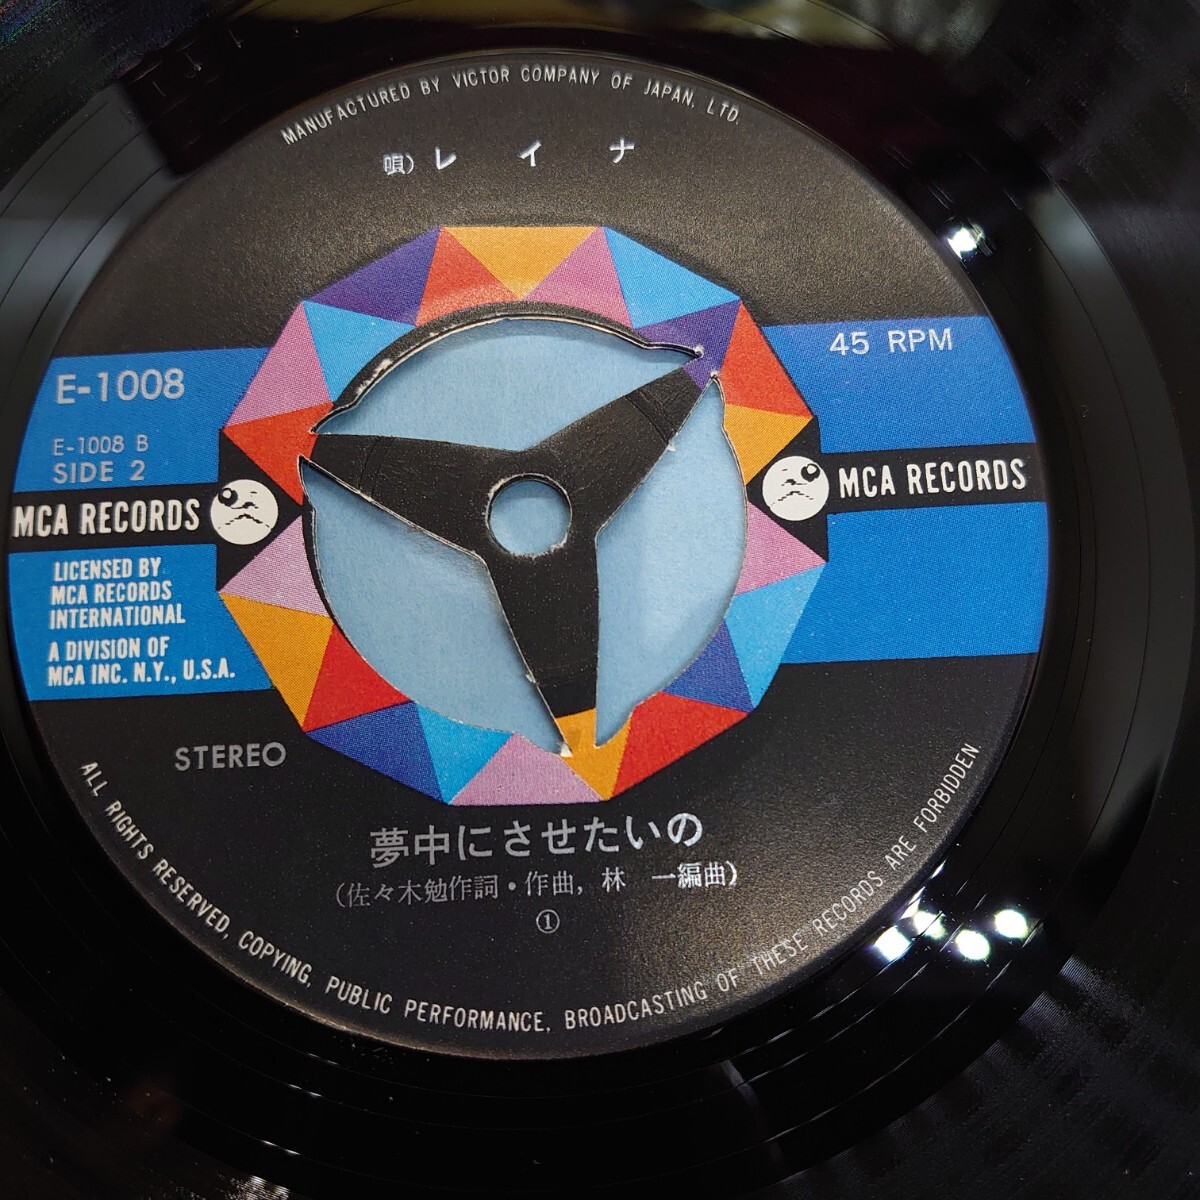 MANUFACTURED BY VICTOR COMPANY OF JAPAN, LTD.
唄）レイナ
45 RPM
E-1008
E-1008 B
SIDE 2
MCA RECORDS
MCA RECORDS
LICENSED BY
MCA RECORDS
INTERNATIONAL
A DIVISION OF
MCA INC. N.Y., U.S.A.
STEREO
夢中にさせたいの
（佐々木勉作詞・作曲，林　一編曲）
①
ALL RIGHTS RESERVED, COPYING, PUBLIC PERFORMANCE, BROADCASTING OF THESE RECORDS ARE FORBIDDEN